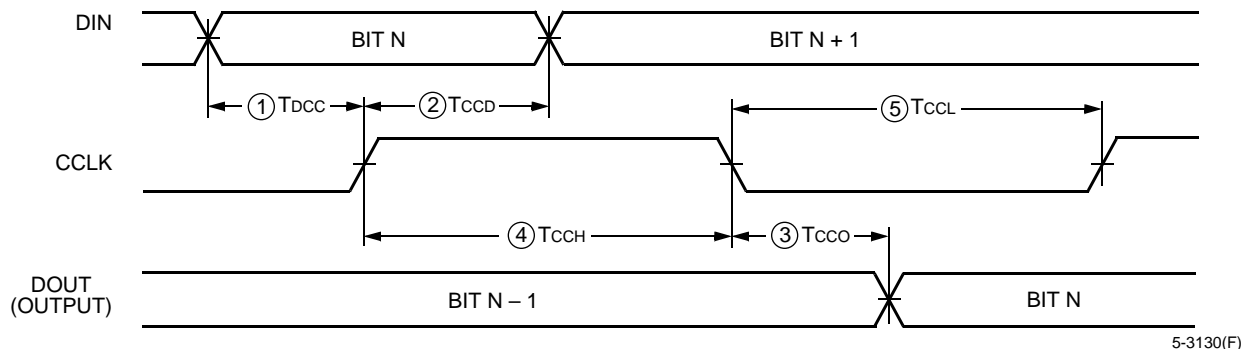 DIN
BIT N
BIT N + 1
1 TDCC
2 TCCD
5 TCCL
CCLK
4 TCCH
3 TCCO
DOUT
(OUTPUT)
BIT N – 1
BIT N
5-3130(F)